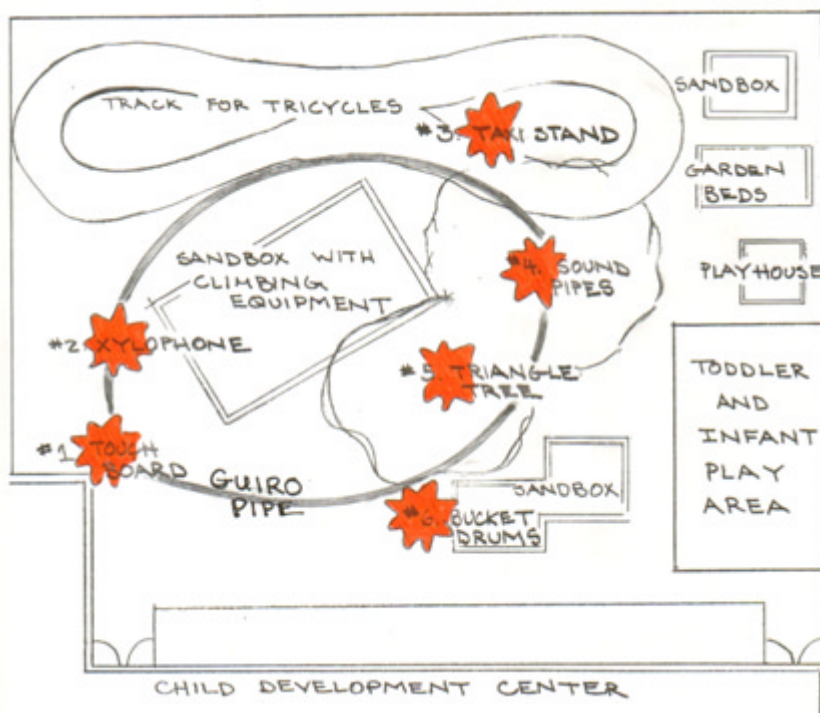 TRACK FOR TRICYCLES
#3. TAXI STAND
SANDBOX
GARDEN
BEDS
SANDBOX WITH
CLIMBING
EQUIPMENT
#4. SOUND
PIPES
PLAYHOUSE
#2. XYLOPHONE
#5. TRIANGLE
TREE
TODDLER
AND
INFANT
PLAY
AREA
#1. TOUCH
BOARD
GUIRO
PIPE
SANDBOX
#6. BUCKET
DRUMS
CHILD DEVELOPMENT CENTER